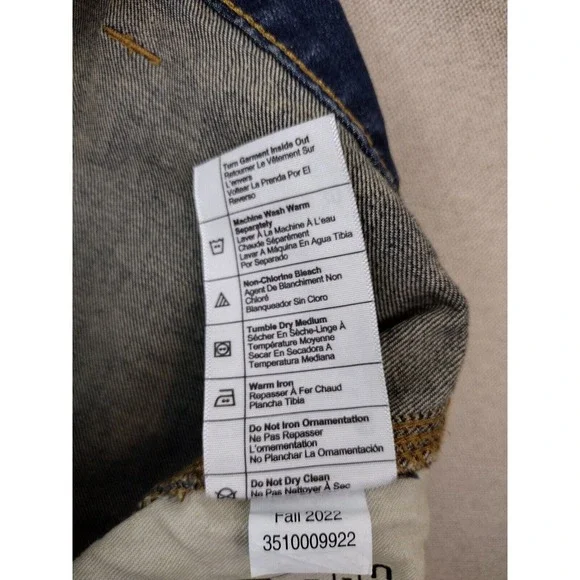 Turn Garment Inside Out
Retourner Le Vêtement Sur
L'envers
Voltear La Prenda Por El
Reverso
Machine Wash Warm
Separately
Laver À La Machine À L'eau
Chaude Séparément
Lavar A Máquina En Agua Tibia
Por Separado
Non-Chlorine Bleach
Agent De Blanchiment Non
Chloré
Blanqueador Sin Cloro
Tumble Dry Medium
Sécher En Sèche-Linge À
Température Moyenne
Secar En Secadora A
Temperatura Mediana
Warm Iron
Repasser À Fer Chaud
Plancha Tibia
Do Not Iron Ornamentation
Ne Pas Repasser
L'ornementation
No Planchar La Ornamentación
Do Not Dry Clean
Ne Pas Nettoyer À Sec
Fall 2022
3510009922